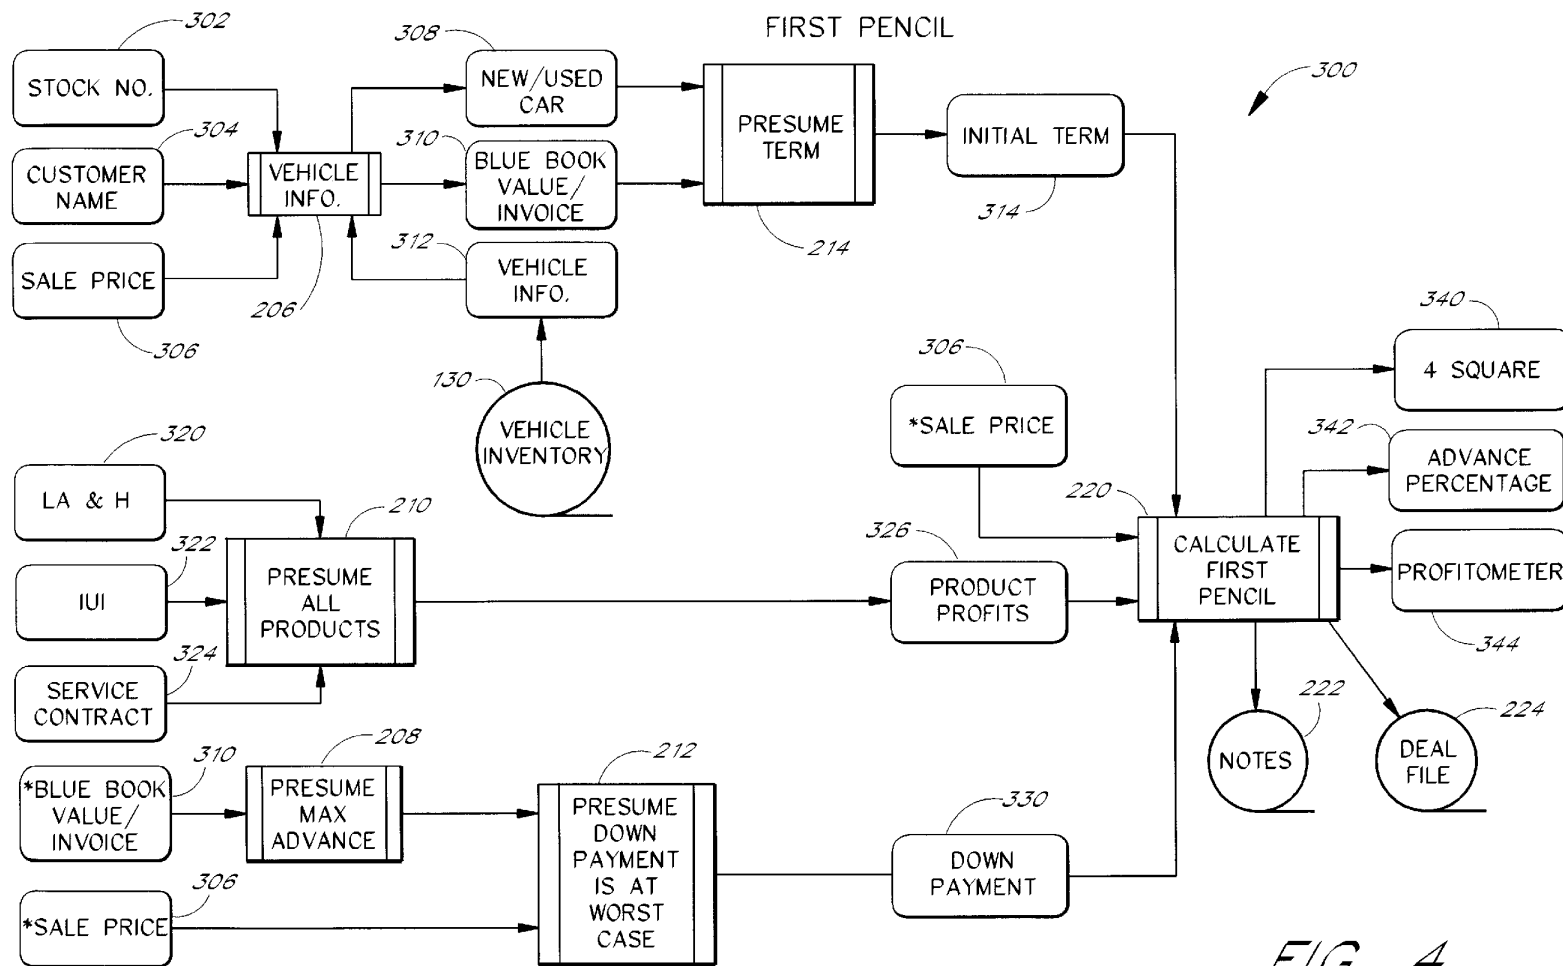 FIRST PENCIL
300
302
STOCK NO.
304
CUSTOMER
NAME
SALE PRICE
306
VEHICLE
INFO.
206
308
NEW/USED
CAR
310
BLUE BOOK
VALUE/
INVOICE
312
VEHICLE
INFO.
130
VEHICLE
INVENTORY
PRESUME
TERM
214
INITIAL TERM
314
306
*SALE PRICE
320
LA & H
322
IUI
324
SERVICE
CONTRACT
210
PRESUME
ALL
PRODUCTS
326
PRODUCT
PROFITS
220
CALCULATE
FIRST
PENCIL
340
4 SQUARE
342
ADVANCE
PERCENTAGE
PROFITOMETER
344
222
NOTES
224
DEAL
FILE
310
*BLUE BOOK
VALUE/
INVOICE
208
PRESUME
MAX
ADVANCE
306
*SALE PRICE
212
PRESUME
DOWN
PAYMENT
IS AT
WORST
CASE
330
DOWN
PAYMENT
FIG. 4